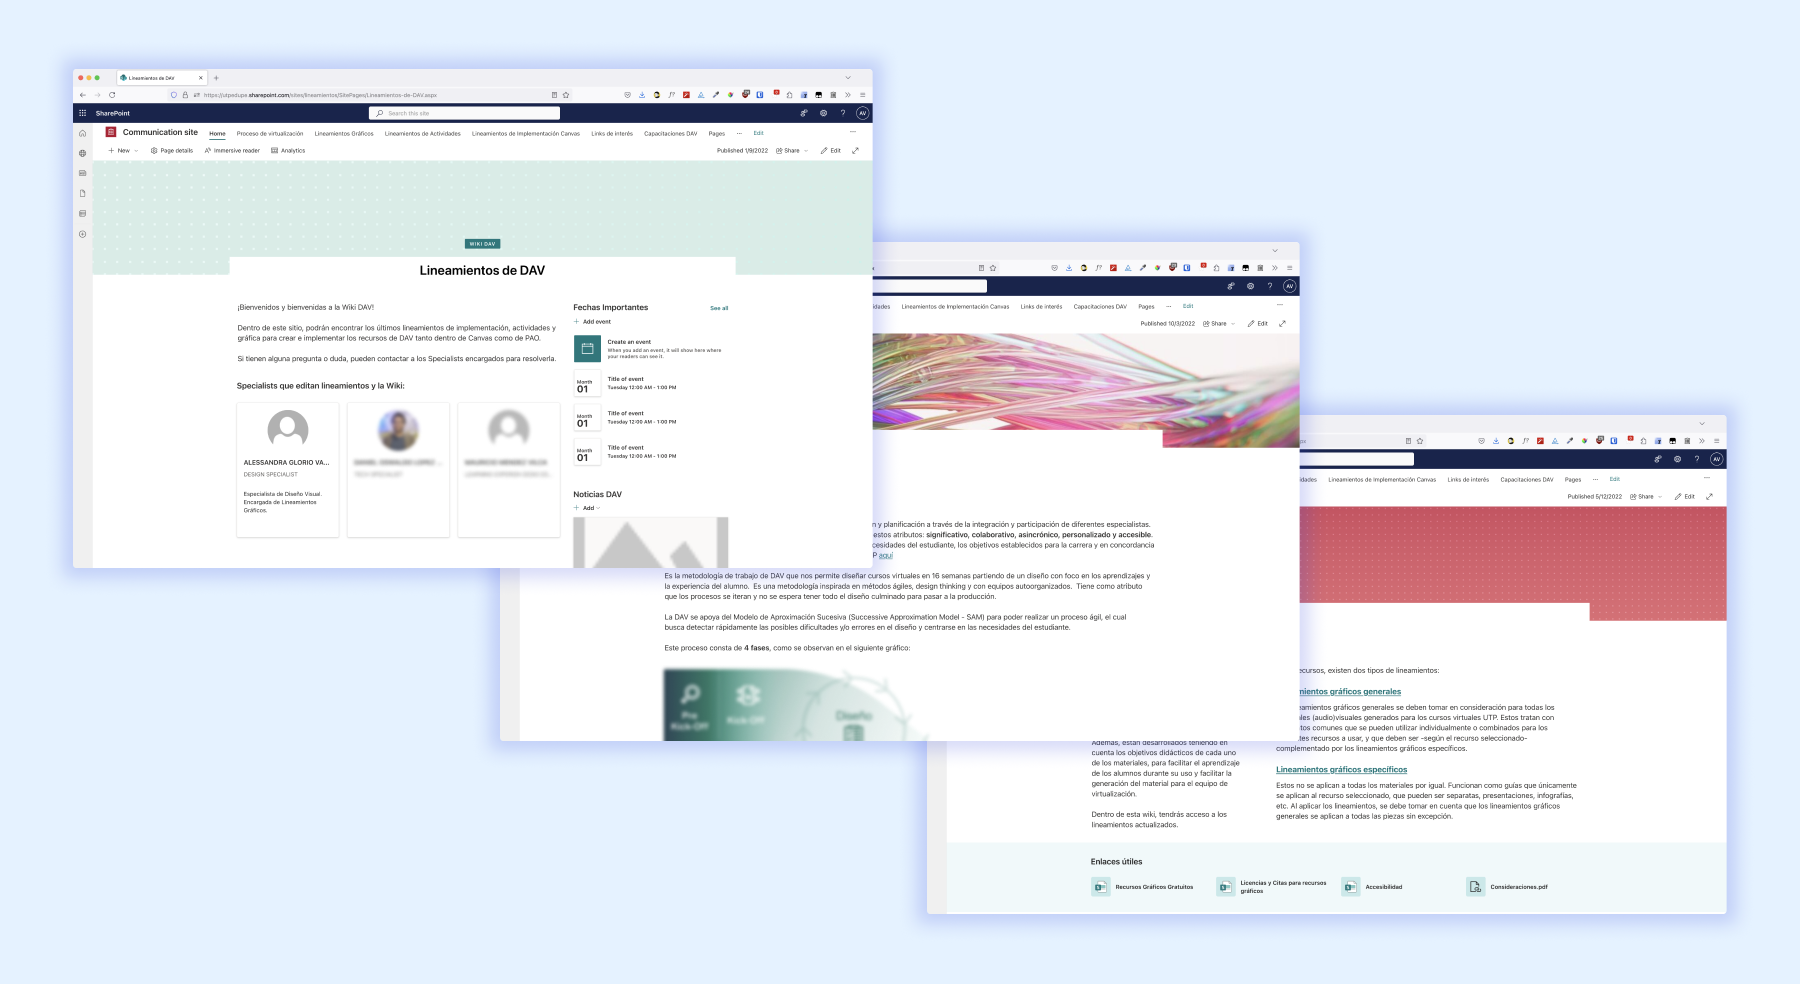 Lineamientos de DAV
https://utpedupe.sharepoint.com/sites/lineamientos/SitePages/Lineamientos-de-DAV.aspx
SharePoint
Search this site
AV
Communication site
Home
Proceso de virtualización
Lineamientos Gráficos
Lineamientos de Actividades
Lineamientos de Implementación Canvas
Links de interés
Capacitaciones DAV
Pages
Edit
New
Page details
Immersive reader
Analytics
Published 1/9/2022
Share
Edit
WIKI DAV
Lineamientos de DAV
¡Bienvenidos y bienvenidas a la Wiki DAV!
Dentro de este sitio, podrán encontrar los últimos lineamientos de implementación, actividades y
gráfica para crear e implementar los recursos de DAV tanto dentro de Canvas como de PAO.
Si tienen alguna pregunta o duda, pueden contactar a los Specialists encargados para resolverla.
Specialists que editan lineamientos y la Wiki:
ALESSANDRA GLORIO VA...
DESIGN SPECIALIST
Especialista de Diseño Visual.
Encargada de Lineamientos
Gráficos.
Fechas Importantes
See all
Add event
Create an event
When you add an event, it will show here where
your readers can see it.
Month
01
Title of event
Tuesday 12:00 AM - 1:00 PM
Month
01
Title of event
Tuesday 12:00 AM - 1:00 PM
Month
01
Title of event
Tuesday 12:00 AM - 1:00 PM
Noticias DAV
Add
AV
idades
Lineamientos de Implementación Canvas
Links de interés
Capacitaciones DAV
Pages
Edit
Published 10/3/2022
Share
Edit
n y planificación a través de la integración y participación de diferentes especialistas.
estos atributos: significativo, colaborativo, asincrónico, personalizado y accesible.
cesidades del estudiante, los objetivos establecidos para la carrera y en concordancia
P aquí
Es la metodología de trabajo de DAV que nos permite diseñar cursos virtuales en 16 semanas partiendo de un diseño con foco en los aprendizajes y
la experiencia del alumno. Es una metodología inspirada en métodos ágiles, design thinking y con equipos autoorganizados. Tiene como atributo
que los procesos se iteran y no se espera tener todo el diseño culminado para pasar a la producción.
La DAV se apoya del Modelo de Aproximación Sucesiva (Successive Approximation Model - SAM) para poder realizar un proceso ágil, el cual
busca detectar rápidamente las posibles dificultades y/o errores en el diseño y centrarse en las necesidades del estudiante.
Este proceso consta de 4 fases, como se observan en el siguiente gráfico:
Pre
Kick-Off
Kick-Off
Diseño
AV
idades
Lineamientos de Implementación Canvas
Links de interés
Capacitaciones DAV
Pages
Edit
Published 5/12/2022
Share
Edit
ecursos, existen dos tipos de lineamientos:
mientos gráficos generales
eamientos gráficos generales se deben tomar en consideración para todas los
les (audio)visuales generados para los cursos virtuales UTP. Estos tratan con
tos comunes que se pueden utilizar individualmente o combinados para los
tes recursos a usar, y que deben ser -según el recurso seleccionado-
complementado por los lineamientos gráficos específicos.
Lineamientos gráficos específicos
Estos no se aplican a todas los materiales por igual. Funcionan como guías que únicamente
se aplican al recurso seleccionado, que pueden ser separatas, presentaciones, infografías,
etc. Al aplicar los lineamientos, se debe tomar en cuenta que los lineamientos gráficos
generales se aplican a todas las piezas sin excepción.
Además, están desarrollados teniendo en
cuenta los objetivos didácticos de cada uno
de los materiales, para facilitar el aprendizaje
de los alumnos durante su uso y facilitar la
generación del material para el equipo de
virtualización.
Dentro de esta wiki, tendrás acceso a los
lineamientos actualizados.
Enlaces útiles
Recursos Gráficos Gratuitos
Licencias y Citas para recursos
gráficos
Accesibilidad
Consideraciones.pdf